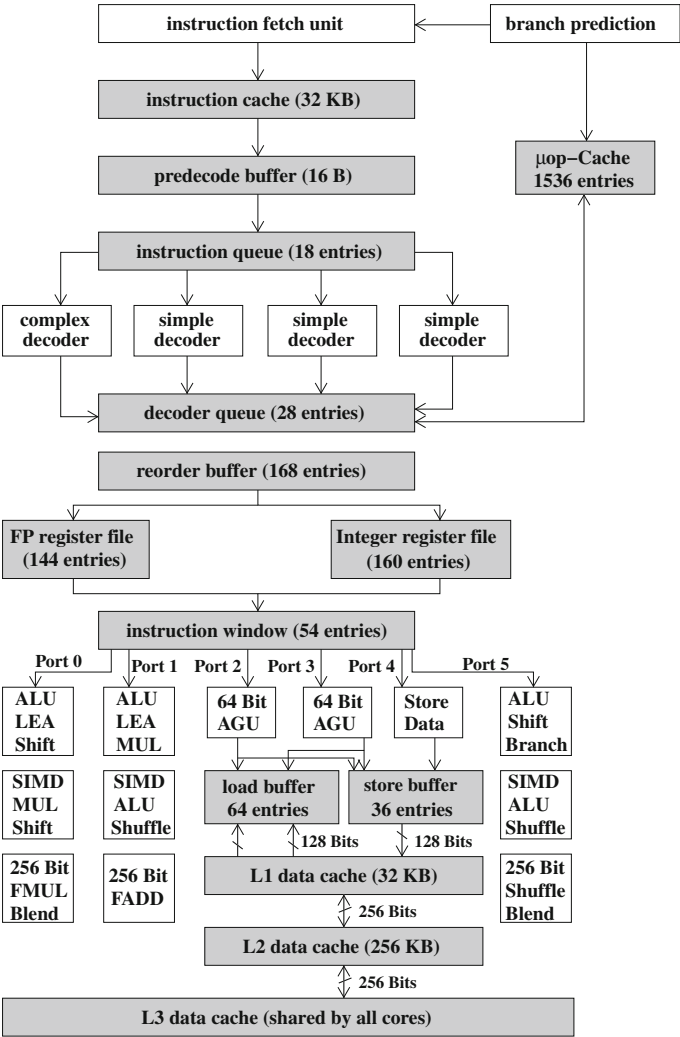 instruction fetch unit
branch prediction
instruction cache (32 KB)
predecode buffer (16 B)
μop−Cache
1536 entries
instruction queue (18 entries)
complex
decoder
simple
decoder
simple
decoder
simple
decoder
decoder queue (28 entries)
reorder buffer (168 entries)
FP register file
(144 entries)
Integer register file
(160 entries)
instruction window (54 entries)
Port 0
Port 1
Port 2
Port 3
Port 4
Port 5
ALU
LEA
Shift
ALU
LEA
MUL
64 Bit
AGU
64 Bit
AGU
Store
Data
ALU
Shift
Branch
SIMD
MUL
Shift
SIMD
ALU
Shuffle
load buffer
64 entries
store buffer
36 entries
SIMD
ALU
Shuffle
128 Bits
128 Bits
256 Bit
FMUL
Blend
256 Bit
FADD
L1 data cache (32 KB)
256 Bit
Shuffle
Blend
256 Bits
L2 data cache (256 KB)
256 Bits
L3 data cache (shared by all cores)